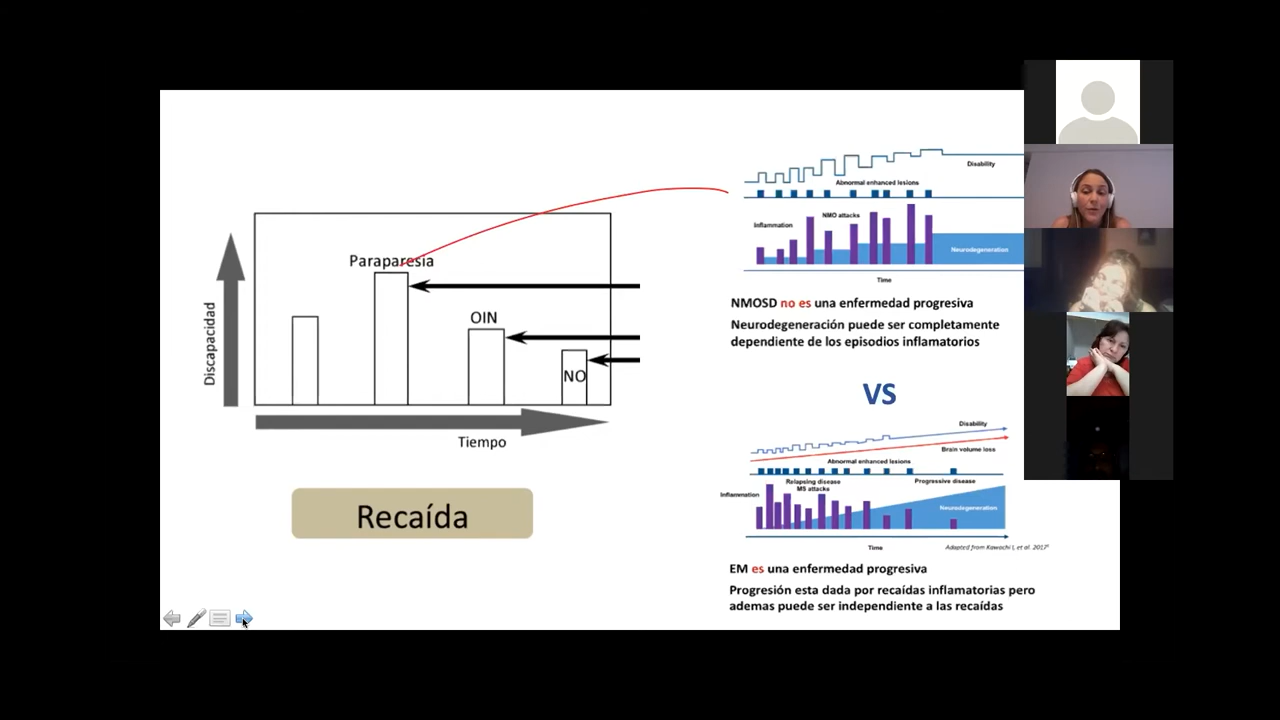 Paraparesia
OIN
NO
Discapacidad
Tiempo
Recaída
Disability
Abnormal enhanced lesions
NMO attacks
Inflammation
Neurodegeneration
Time
NMOSD no es una enfermedad progresiva
Neurodegeneración puede ser completamente
dependiente de los episodios inflamatorios
VS
Disability
Brain volume loss
Abnormal enhanced lesions
Relapsing disease
MS attacks
Progressive disease
Inflammation
Neurodegeneration
Time
Adapted from Kawachi I, et al. 2017⁶
EM es una enfermedad progresiva
Progresión esta dada por recaídas inflamatorias pero
ademas puede ser independiente a las recaídas